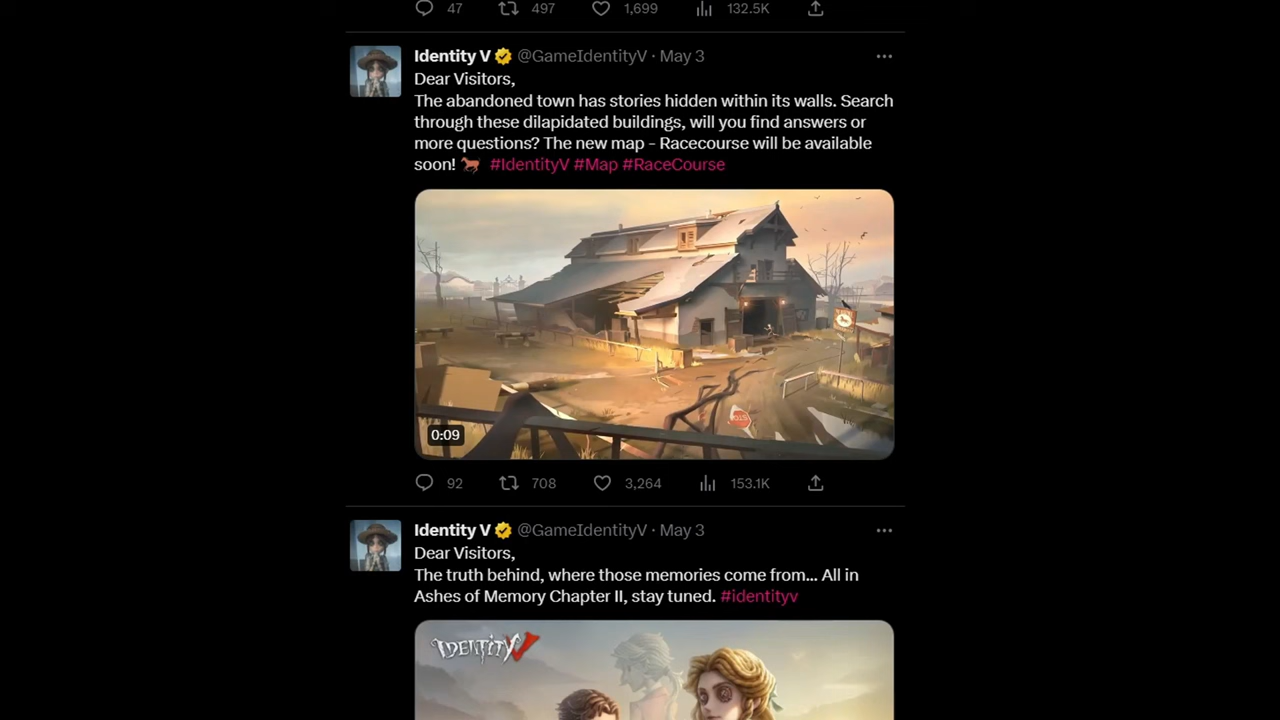 47 497 1,699 132.5K
Identity V @GameIdentityV · May 3
Dear Visitors,
The abandoned town has stories hidden within its walls. Search
through these dilapidated buildings, will you find answers or
more questions? The new map - Racecourse will be available
soon! 🐎 #IdentityV #Map #RaceCourse
0:09
92 708 3,264 153.1K
Identity V @GameIdentityV · May 3
Dear Visitors,
The truth behind, where those memories come from... All in
Ashes of Memory Chapter II, stay tuned. #identityv
IDENTITY V